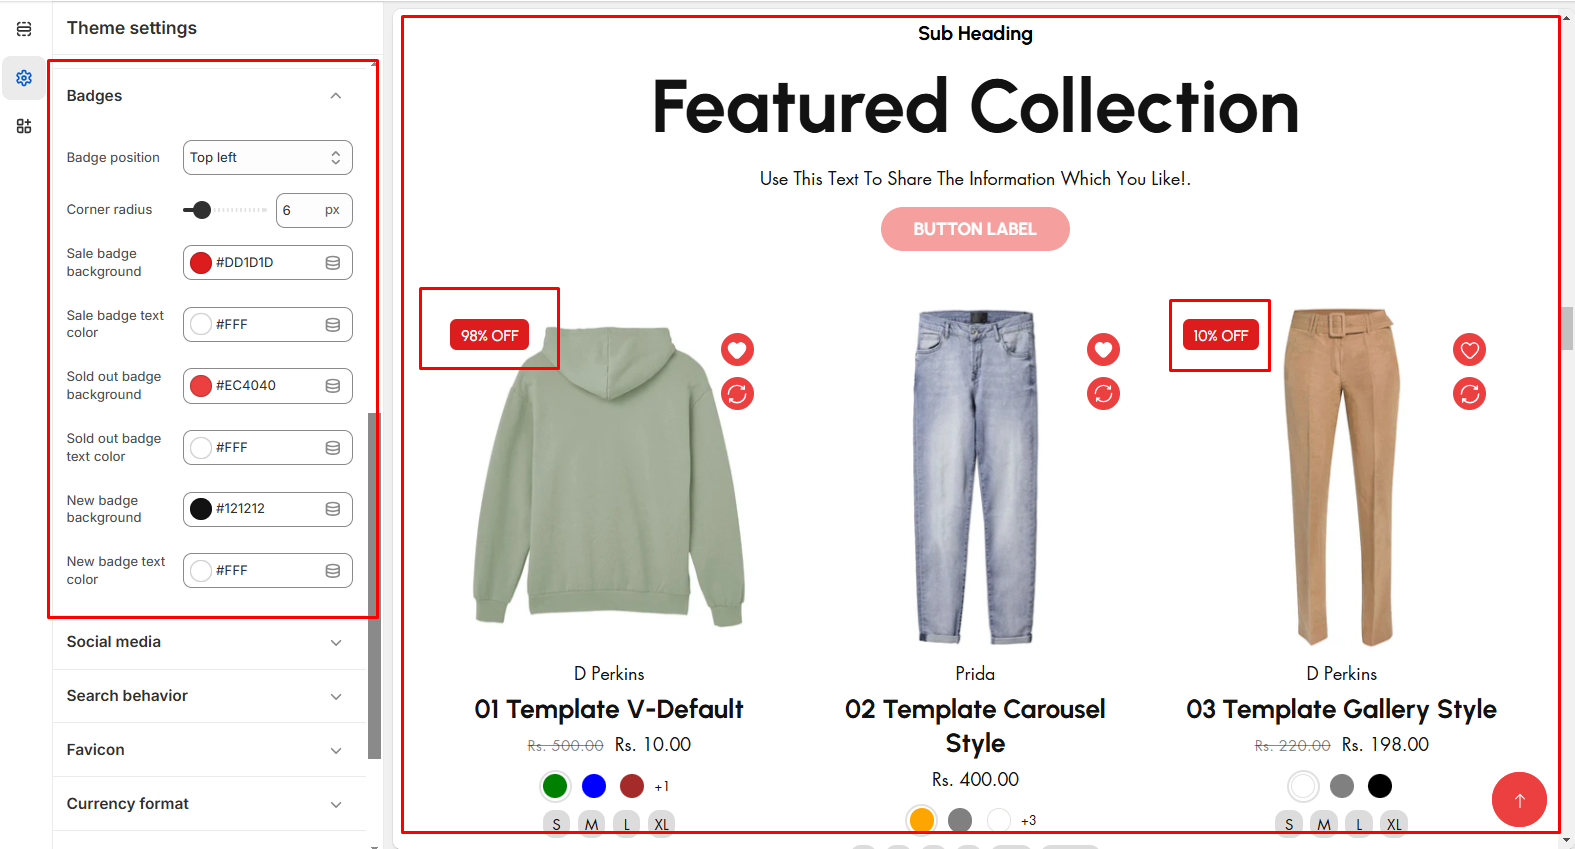 Theme settings
Badges
Badge position
Top left
Corner radius
6
px
Sale badge
background
#DD1D1D
Sale badge text
color
#FFF
Sold out badge
background
#EC4040
Sold out badge
text color
#FFF
New badge
background
#121212
New badge text
color
#FFF
Social media
Search behavior
Favicon
Currency format
Sub Heading
Featured Collection
Use This Text To Share The Information Which You Like!.
BUTTON LABEL
98% OFF
10% OFF
D Perkins
01 Template V-Default
Rs. 500.00 Rs. 10.00
+1
S M L XL
Prida
02 Template Carousel
Style
Rs. 400.00
+3
D Perkins
03 Template Gallery Style
Rs. 220.00 Rs. 198.00
S M L XL